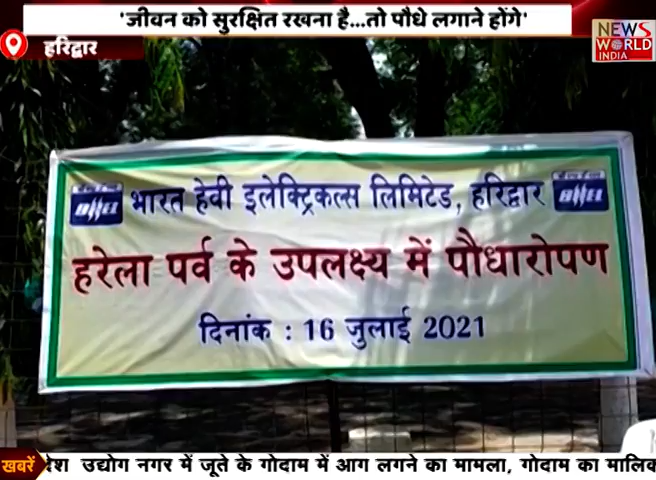 'जीवन को सुरक्षित रखना है...तो पौधे लगाने होंगे'
हरिद्वार
NEWS
WORLD
INDIA
BHEL भारत हेवी इलेक्ट्रिकल्स लिमिटेड, हरिद्वार BHEL
हरेला पर्व के उपलक्ष्य में पौधारोपण
दिनांक : 16 जुलाई 2021
खबरें उद्योग नगर में जूते के गोदाम में आग लगने का मामला, गोदाम का मालिक